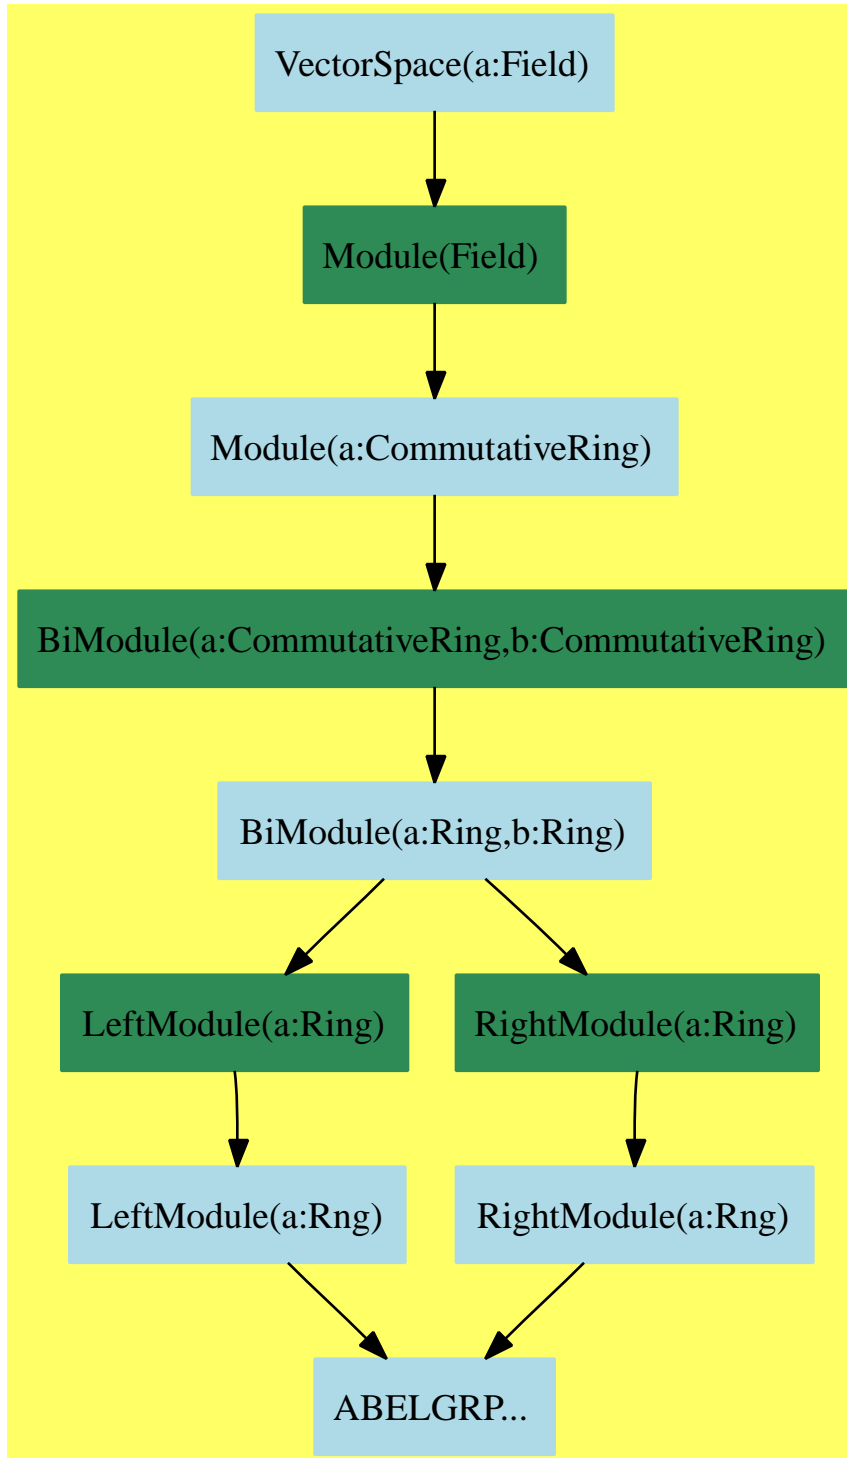 VectorSpace(a:Field)
Module(Field)
Module(a:CommutativeRing)
BiModule(a:CommutativeRing,b:CommutativeRing)
BiModule(a:Ring,b:Ring)
LeftModule(a:Ring)
RightModule(a:Ring)
LeftModule(a:Rng)
RightModule(a:Rng)
ABELGRP...